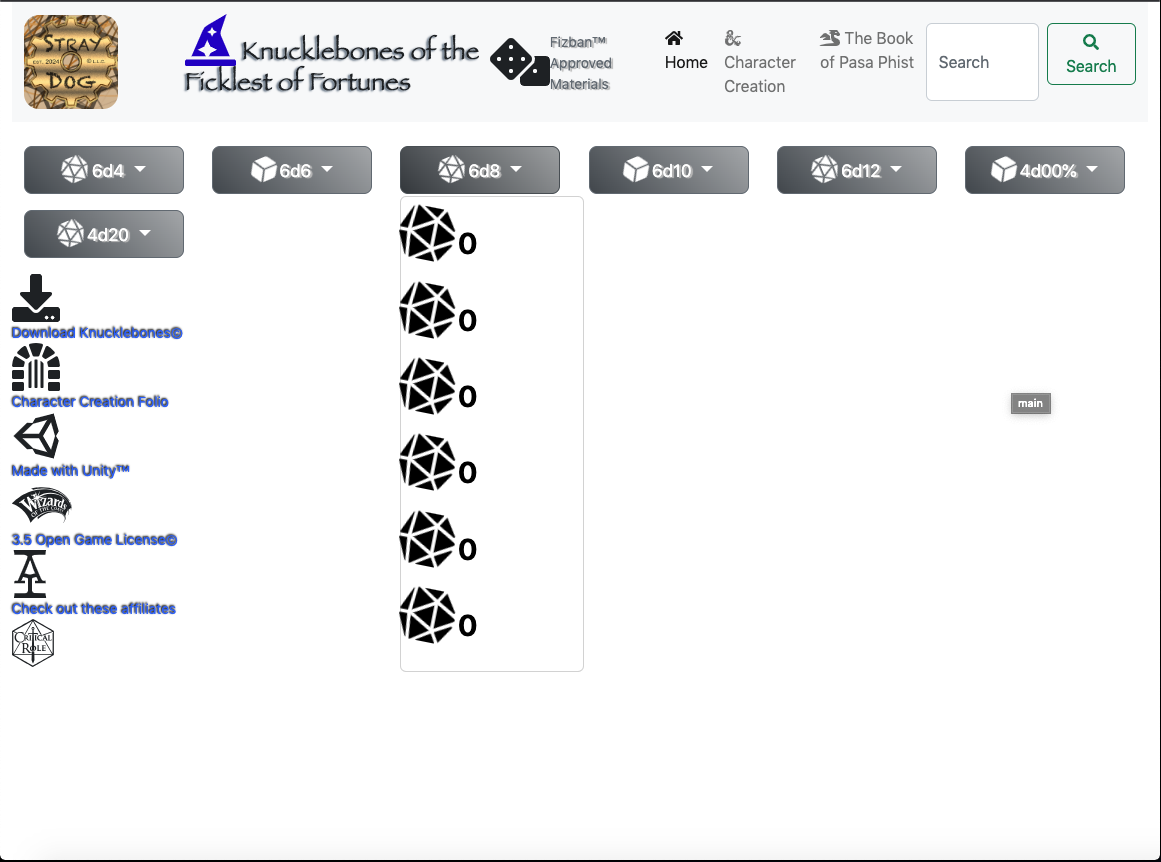 STRAY
EST. 2024 © L.L.C.
DOG
Knucklebones of the
Ficklest of Fortunes
Fizban™
Approved
Materials
Home
Character
Creation
The Book
of Pasa Phist
Search
Search
6d4
6d6
6d8
6d10
6d12
4d00%
4d20
0
0
0
0
0
0
Download Knucklebones©
Character Creation Folio
Made with Unity™
Wizards
OF THE COAST
3.5 Open Game License©
Check out these affiliates
CRITICAL
ROLE
main